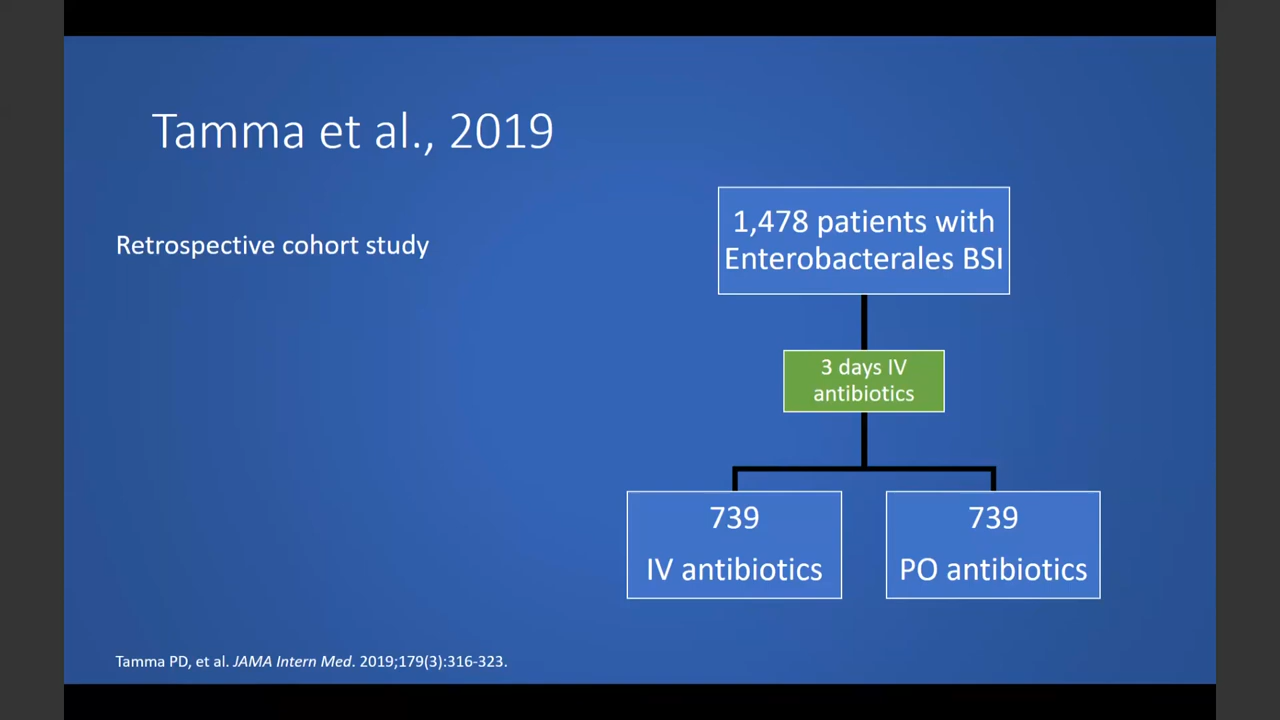 Tamma et al., 2019
Retrospective cohort study
1,478 patients with
Enterobacterales BSI
3 days IV
antibiotics
739
IV antibiotics
739
PO antibiotics
Tamma PD, et al. JAMA Intern Med. 2019;179(3):316-323.